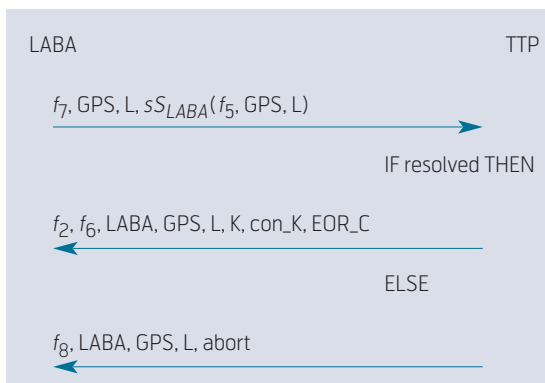 LABA TTP
f7, GPS, L, sS_LABA(f5, GPS, L)
IF resolved THEN
f2, f6, LABA, GPS, L, K, con_K, EOR_C
ELSE
f8, LABA, GPS, L, abort